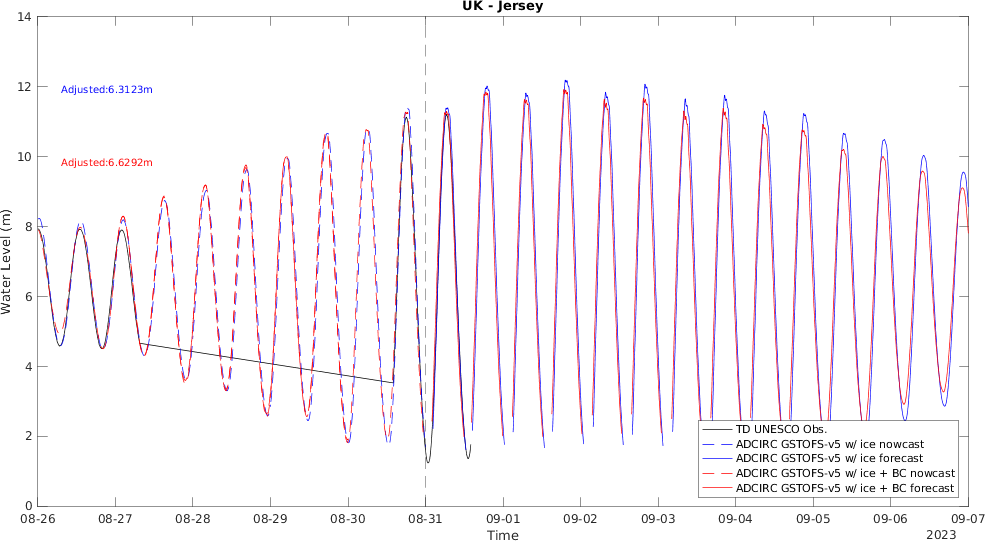 UK - Jersey
14
12
10
8
6
4
2
0
Water Level (m)
Adjusted:6.3123m
Adjusted:6.6292m
TD UNESCO Obs.
ADCIRC GSTOFS-v5 w/ ice nowcast
ADCIRC GSTOFS-v5 w/ ice forecast
ADCIRC GSTOFS-v5 w/ ice + BC nowcast
ADCIRC GSTOFS-v5 w/ ice + BC forecast
08-26 08-27 08-28 08-29 08-30 08-31 09-01 09-02 09-03 09-04 09-05 09-06 09-07
Time
2023